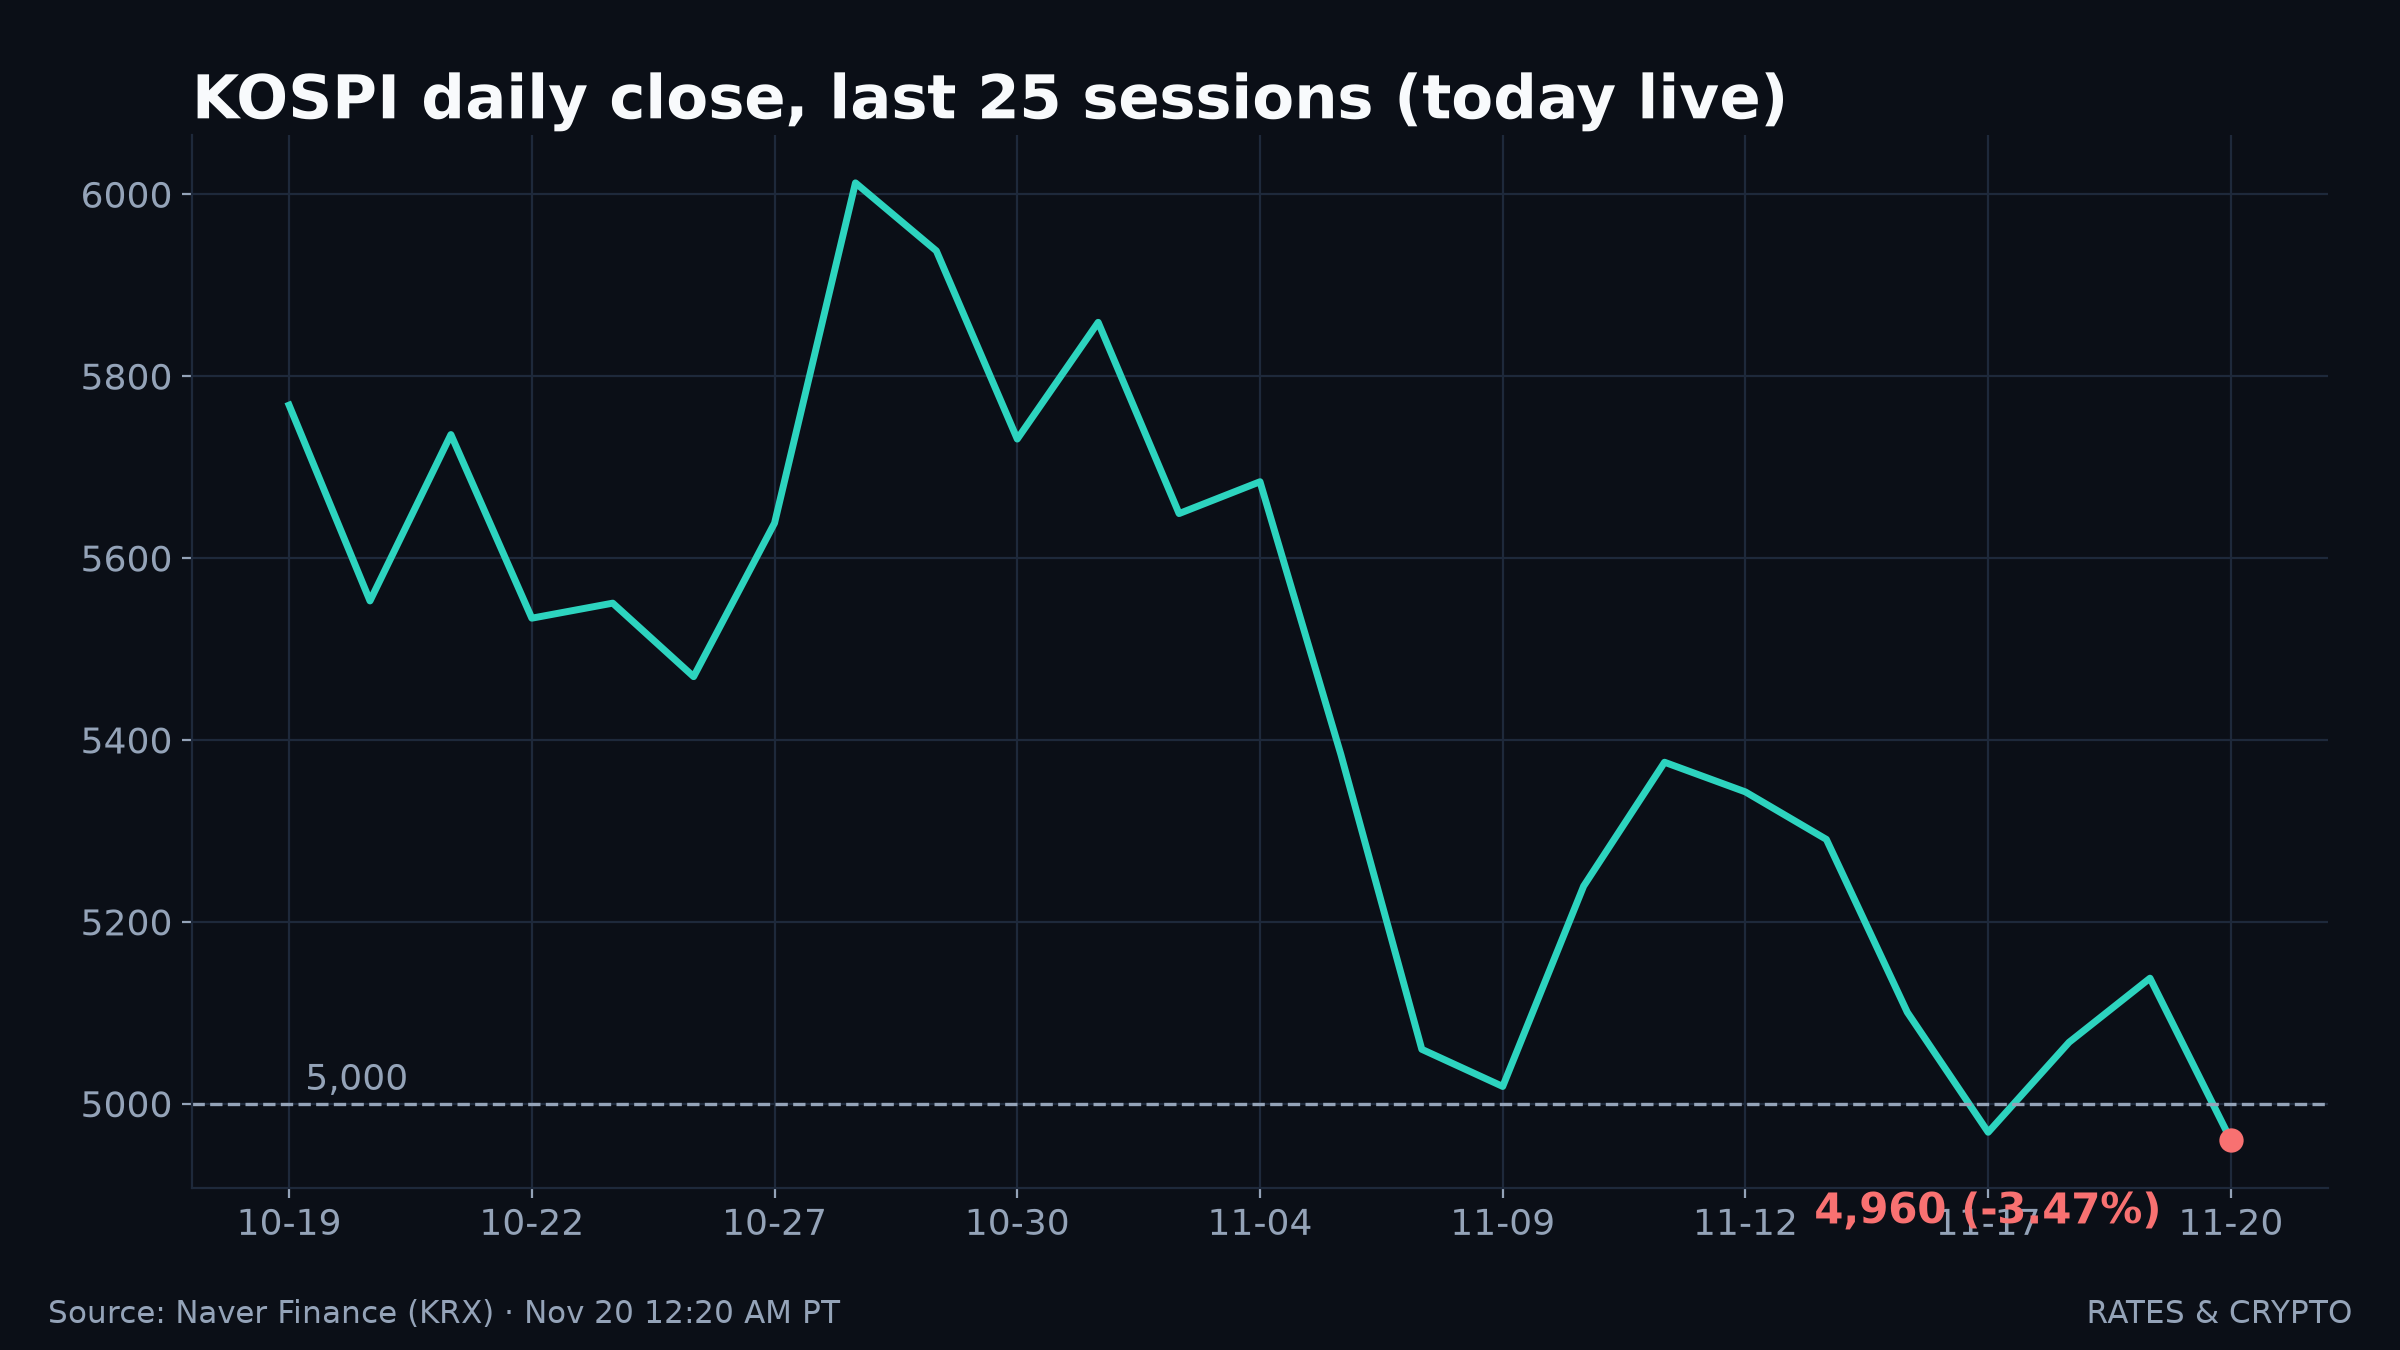 KOSPI daily close, last 25 sessions (today live)
6000
5800
5600
5400
5200
5,000
5000
10-19 10-22 10-27 10-30 11-04 11-09 11-12 11-17 11-20
4,960 (-3.47%)
Source: Naver Finance (KRX) · Nov 20 12:20 AM PT
RATES & CRYPTO